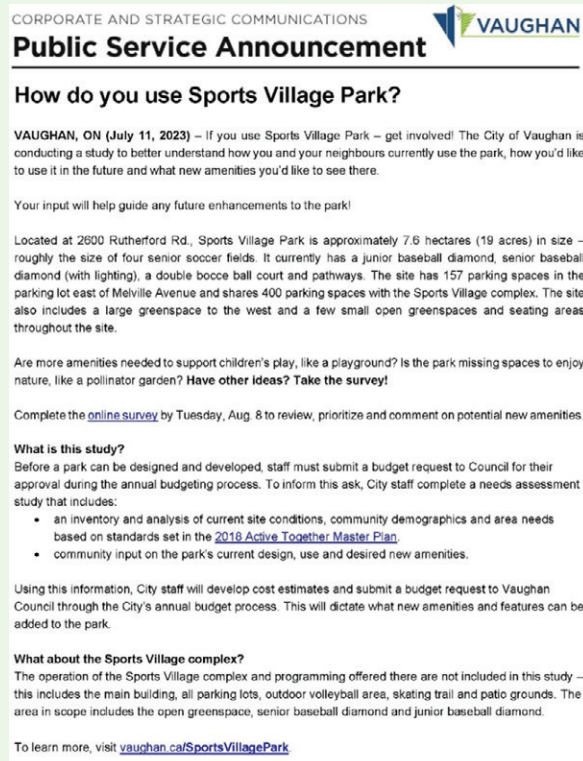 CORPORATE AND STRATEGIC COMMUNICATIONS
VAUGHAN
Public Service Announcement
How do you use Sports Village Park?
VAUGHAN, ON (July 11, 2023) – If you use Sports Village Park – get involved! The City of Vaughan is
conducting a study to better understand how you and your neighbours currently use the park, how you'd like
to use it in the future and what new amenities you'd like to see there.
Your input will help guide any future enhancements to the park!
Located at 2600 Rutherford Rd., Sports Village Park is approximately 7.6 hectares (19 acres) in size –
roughly the size of four senior soccer fields. It currently has a junior baseball diamond, senior baseball
diamond (with lighting), a double bocce ball court and pathways. The site has 157 parking spaces in the
parking lot east of Melville Avenue and shares 400 parking spaces with the Sports Village complex. The site
also includes a large greenspace to the west and a few small open greenspaces and seating areas
throughout the site.
Are more amenities needed to support children's play, like a playground? Is the park missing spaces to enjoy
nature, like a pollinator garden? Have other ideas? Take the survey!
Complete the online survey by Tuesday, Aug. 8 to review, prioritize and comment on potential new amenities.
What is this study?
Before a park can be designed and developed, staff must submit a budget request to Council for their
approval during the annual budgeting process. To inform this ask, City staff complete a needs assessment
study that includes:
• an inventory and analysis of current site conditions, community demographics and area needs
based on standards set in the 2018 Active Together Master Plan.
• community input on the park's current design, use and desired new amenities.
Using this information, City staff will develop cost estimates and submit a budget request to Vaughan
Council through the City's annual budget process. This will dictate what new amenities and features can be
added to the park.
What about the Sports Village complex?
The operation of the Sports Village complex and programming offered there are not included in this study –
this includes the main building, all parking lots, outdoor volleyball area, skating trail and patio grounds. The
area in scope includes the open greenspace, senior baseball diamond and junior baseball diamond.
To learn more, visit vaughan.ca/SportsVillagePark.